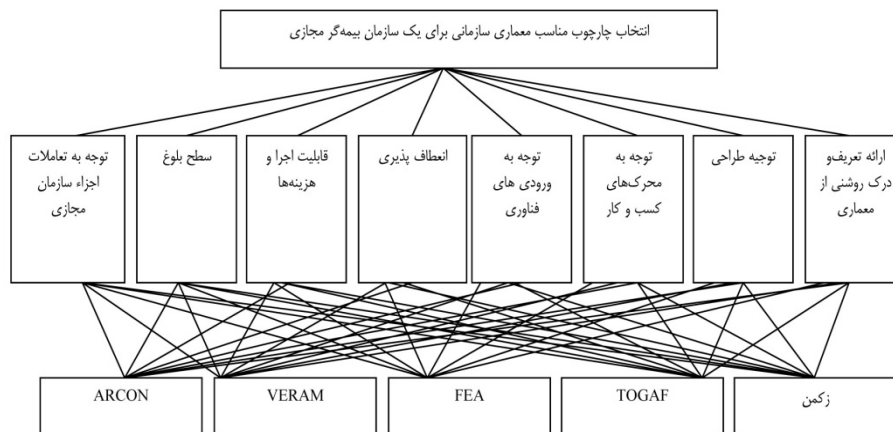 انتخاب چارچوب مناسب معماری سازمانی برای یک سازمان بیمه‌گر مجازی
ارائه تعریف‌و
درک روشنی از
معماری
توجیه طراحی
توجه به
محرک‌های
کسب و کار
توجه به
ورودی های
فناوری
انعطاف پذیری
قابلیت اجرا و
هزینه‌ها
سطح بلوغ
توجه به تعاملات
اجزاء سازمان
مجازی
زکمن
TOGAF
FEA
VERAM
ARCON